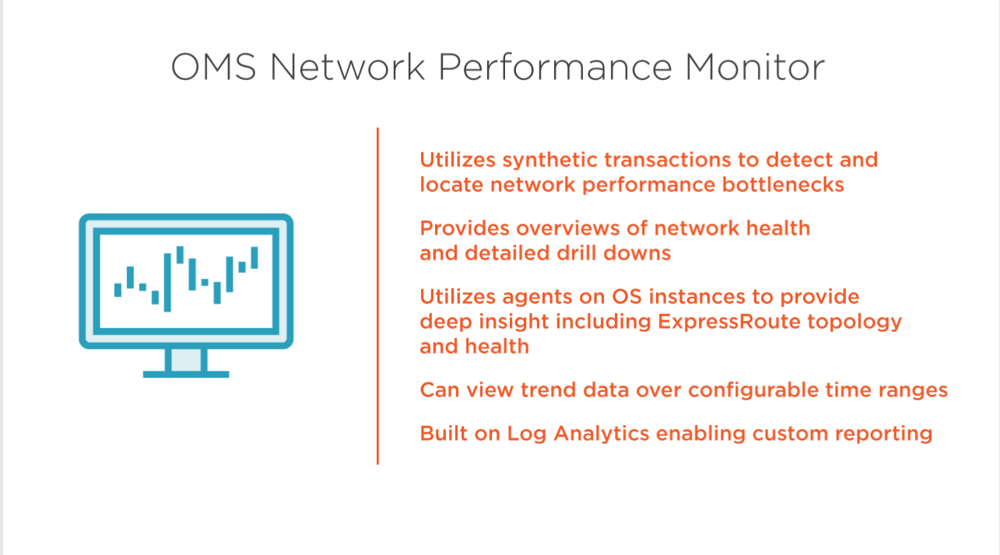 OMS Network Performance Monitor
Utilizes synthetic transactions to detect and
locate network performance bottlenecks
Provides overviews of network health
and detailed drill downs
Utilizes agents on OS instances to provide
deep insight including ExpressRoute topology
and health
Can view trend data over configurable time ranges
Built on Log Analytics enabling custom reporting